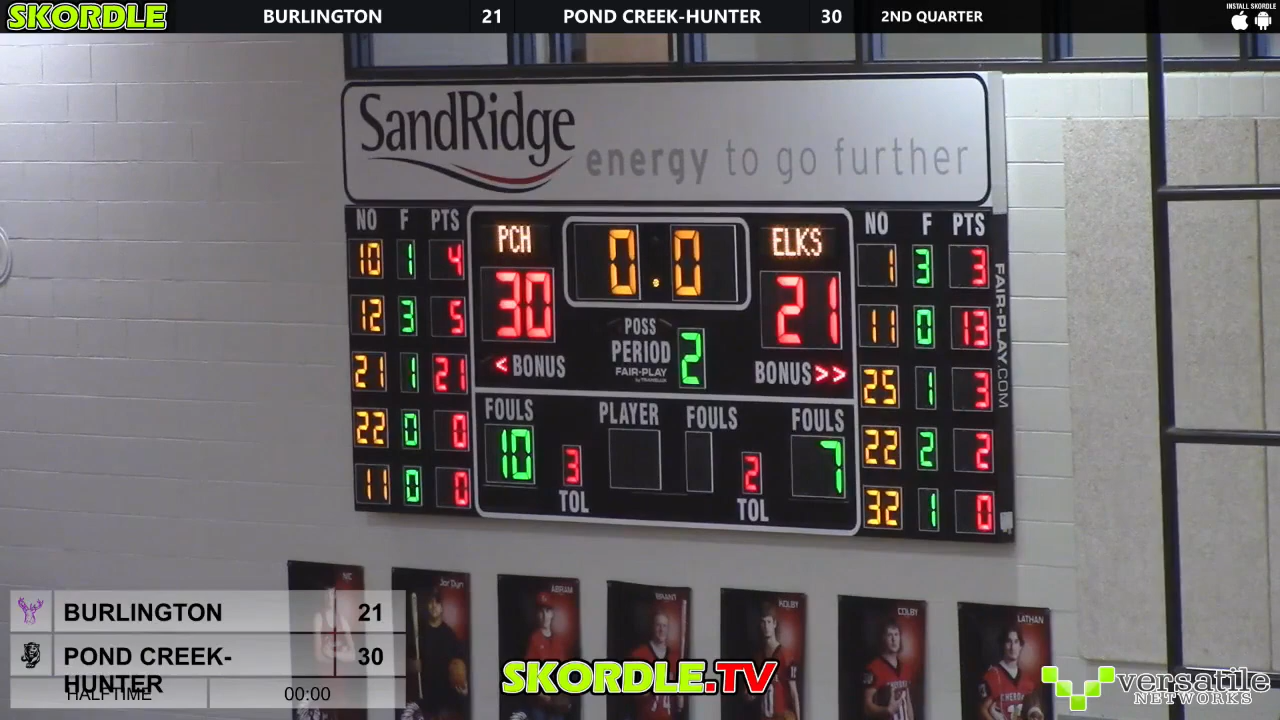 SKORDLE BURLINGTON 21 POND CREEK-HUNTER 30 2ND QUARTER INSTALL SKORDLE
SandRidge energy to go further
NO F PTS
10 1 4
12 3 5
21 1 21
22 0 0
11 0 0
PCH 0.0 ELKS
30 21
POSS
PERIOD 2
FAIR-PLAY
< BONUS BONUS >>
FOULS PLAYER FOULS FOULS
10 3 2 7
TOL TOL
NO F PTS
1 3 3
11 0 13
25 1 3
22 2 2
32 1 0
FAIR-PLAY.COM
ABRAM
KOLBY
COLBY
LATHAN
BURLINGTON 21
POND CREEK-HUNTER 30
HALFTIME 00:00
SKORDLE.TV
versatile
NETWORKS